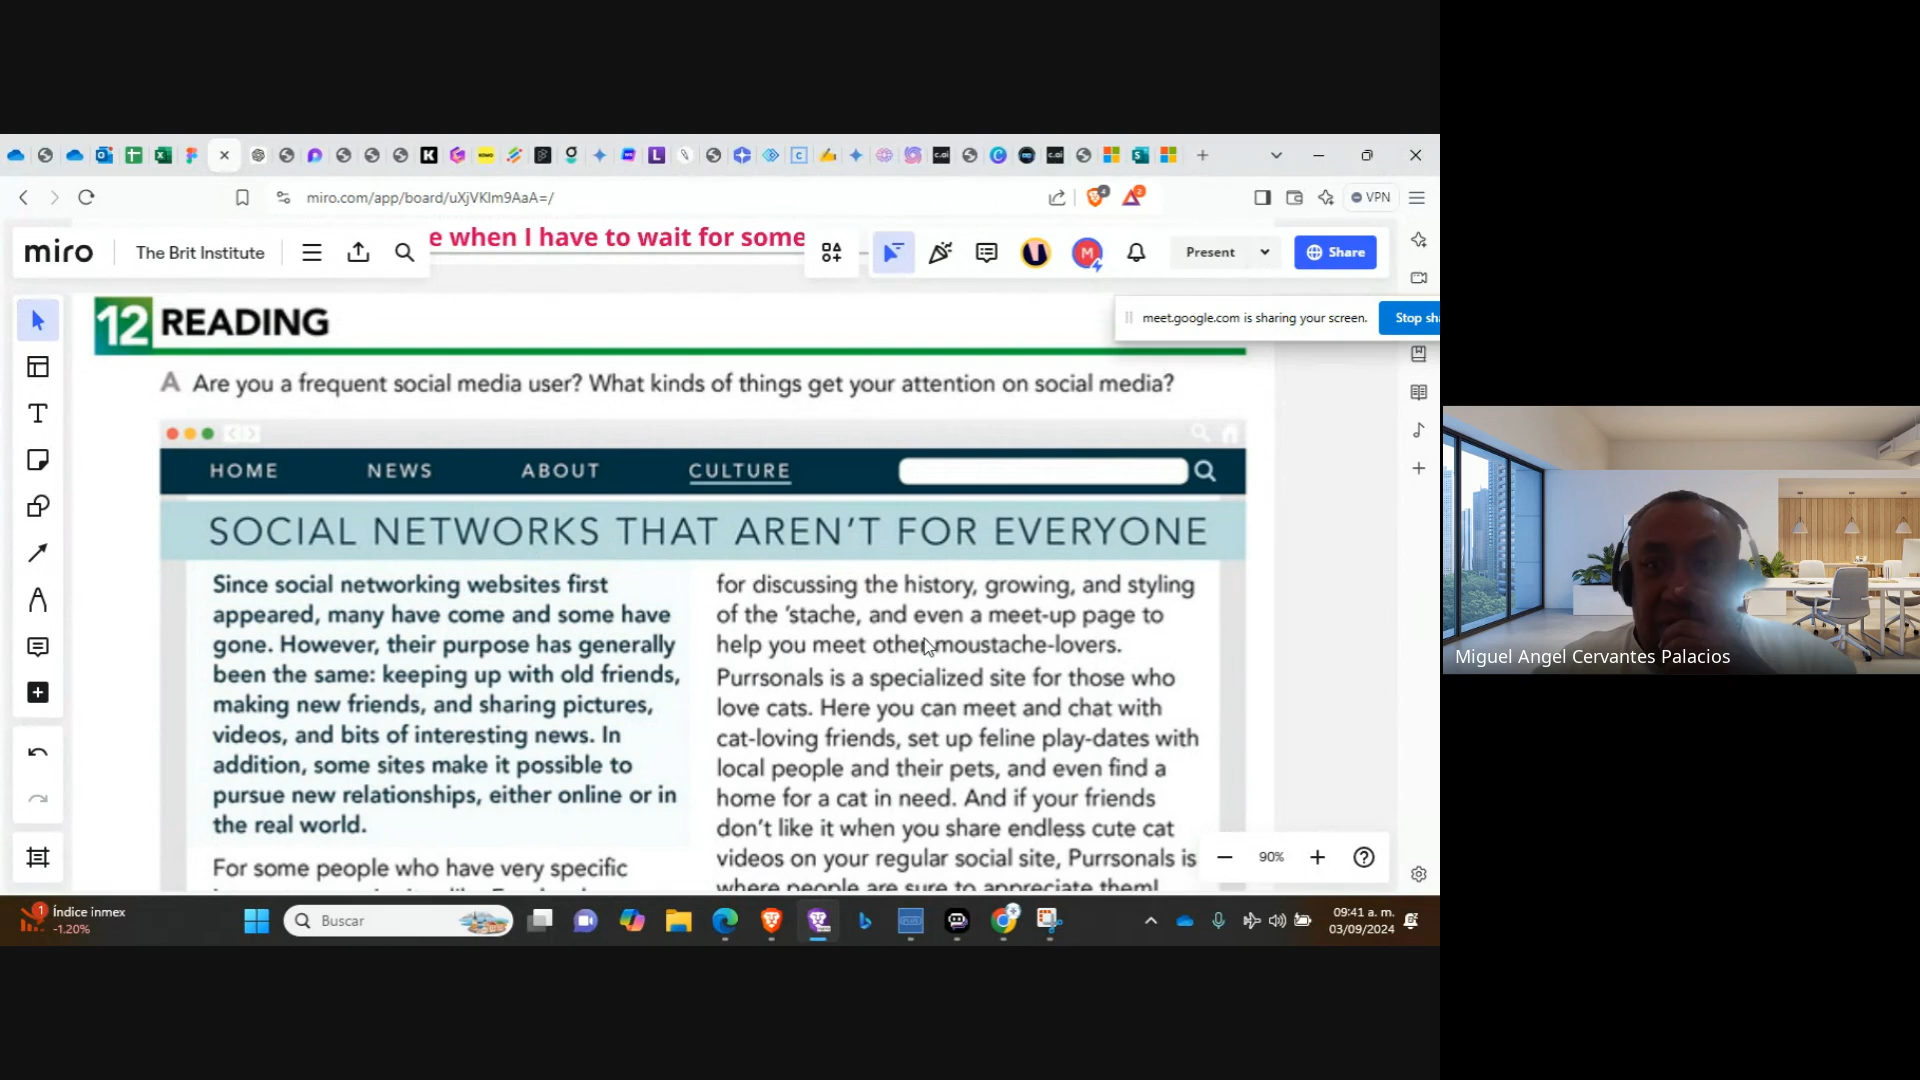 miro.com/app/board/uXjVKlm9AaA=/
VPN
miro
The Brit Institute
e when I have to wait for some
Present
Share
meet.google.com is sharing your screen.
Stop sh
12 READING
A Are you a frequent social media user? What kinds of things get your attention on social media?
HOME NEWS ABOUT CULTURE
SOCIAL NETWORKS THAT AREN'T FOR EVERYONE
Since social networking websites first
appeared, many have come and some have
gone. However, their purpose has generally
been the same: keeping up with old friends,
making new friends, and sharing pictures,
videos, and bits of interesting news. In
addition, some sites make it possible to
pursue new relationships, either online or in
the real world.
For some people who have very specific
for discussing the history, growing, and styling
of the 'stache, and even a meet-up page to
help you meet other moustache-lovers.
Purrsonals is a specialized site for those who
love cats. Here you can meet and chat with
cat-loving friends, set up feline play-dates with
local people and their pets, and even find a
home for a cat in need. And if your friends
don't like it when you share endless cute cat
videos on your regular social site, Purrsonals is
where people are sure to appreciate them!
90%
Miguel Angel Cervantes Palacios
1
Índice inmex
-1,20%
Buscar
09:41 a. m.
03/09/2024